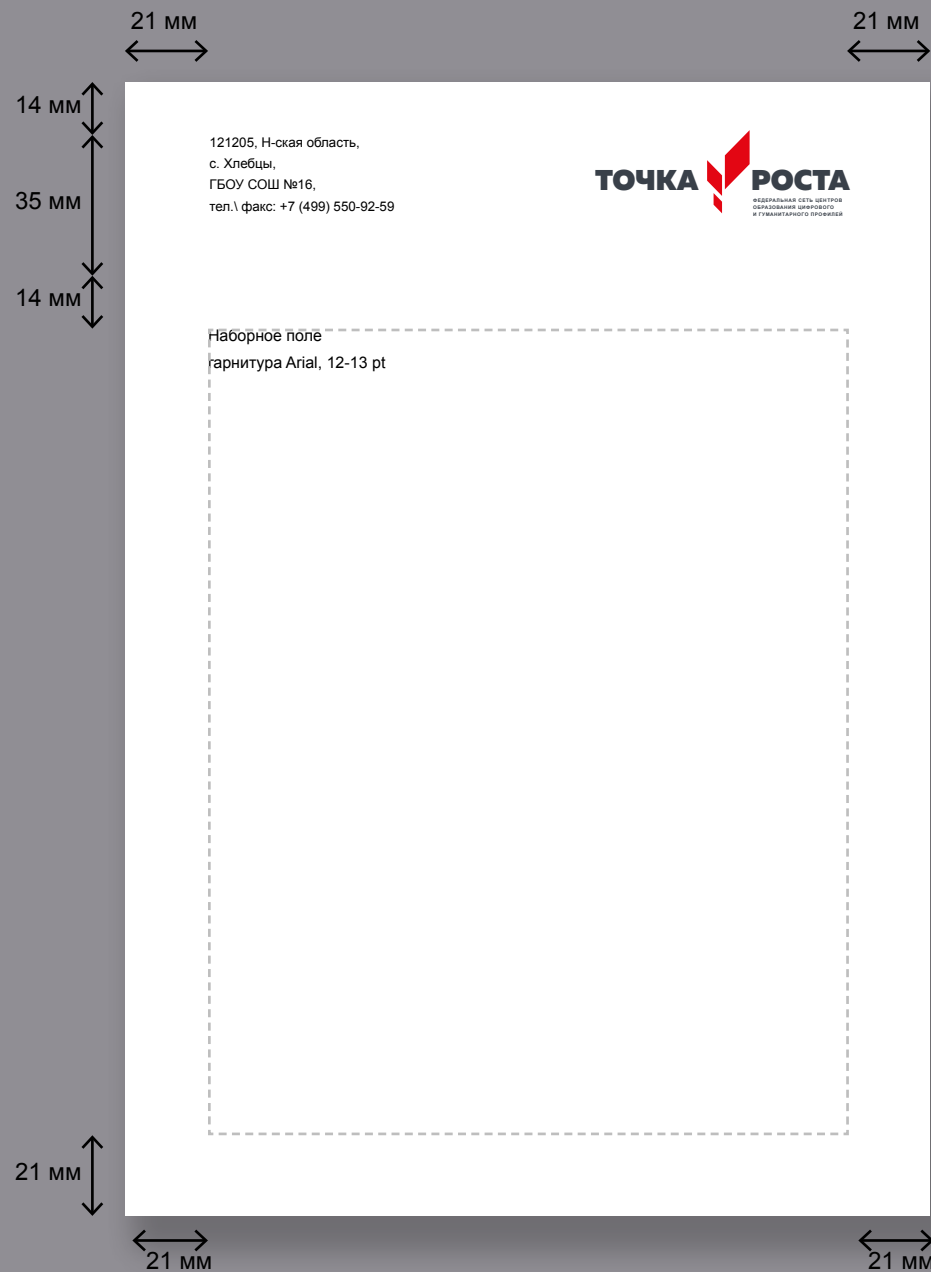 21 мм
21 мм
14 мм
35 мм
14 мм
121205, Н-ская область,
с. Хлебцы,
ГБОУ СОШ №16,
тел.\ факс: +7 (499) 550-92-59
ТОЧКА РОСТА
ФЕДЕРАЛЬНАЯ СЕТЬ ЦЕНТРОВ
ОБРАЗОВАНИЯ ЦИФРОВОГО
И ГУМАНИТАРНОГО ПРОФИЛЕЙ
Наборное поле
гарнитура Arial, 12-13 pt
21 мм
21 мм
21 мм